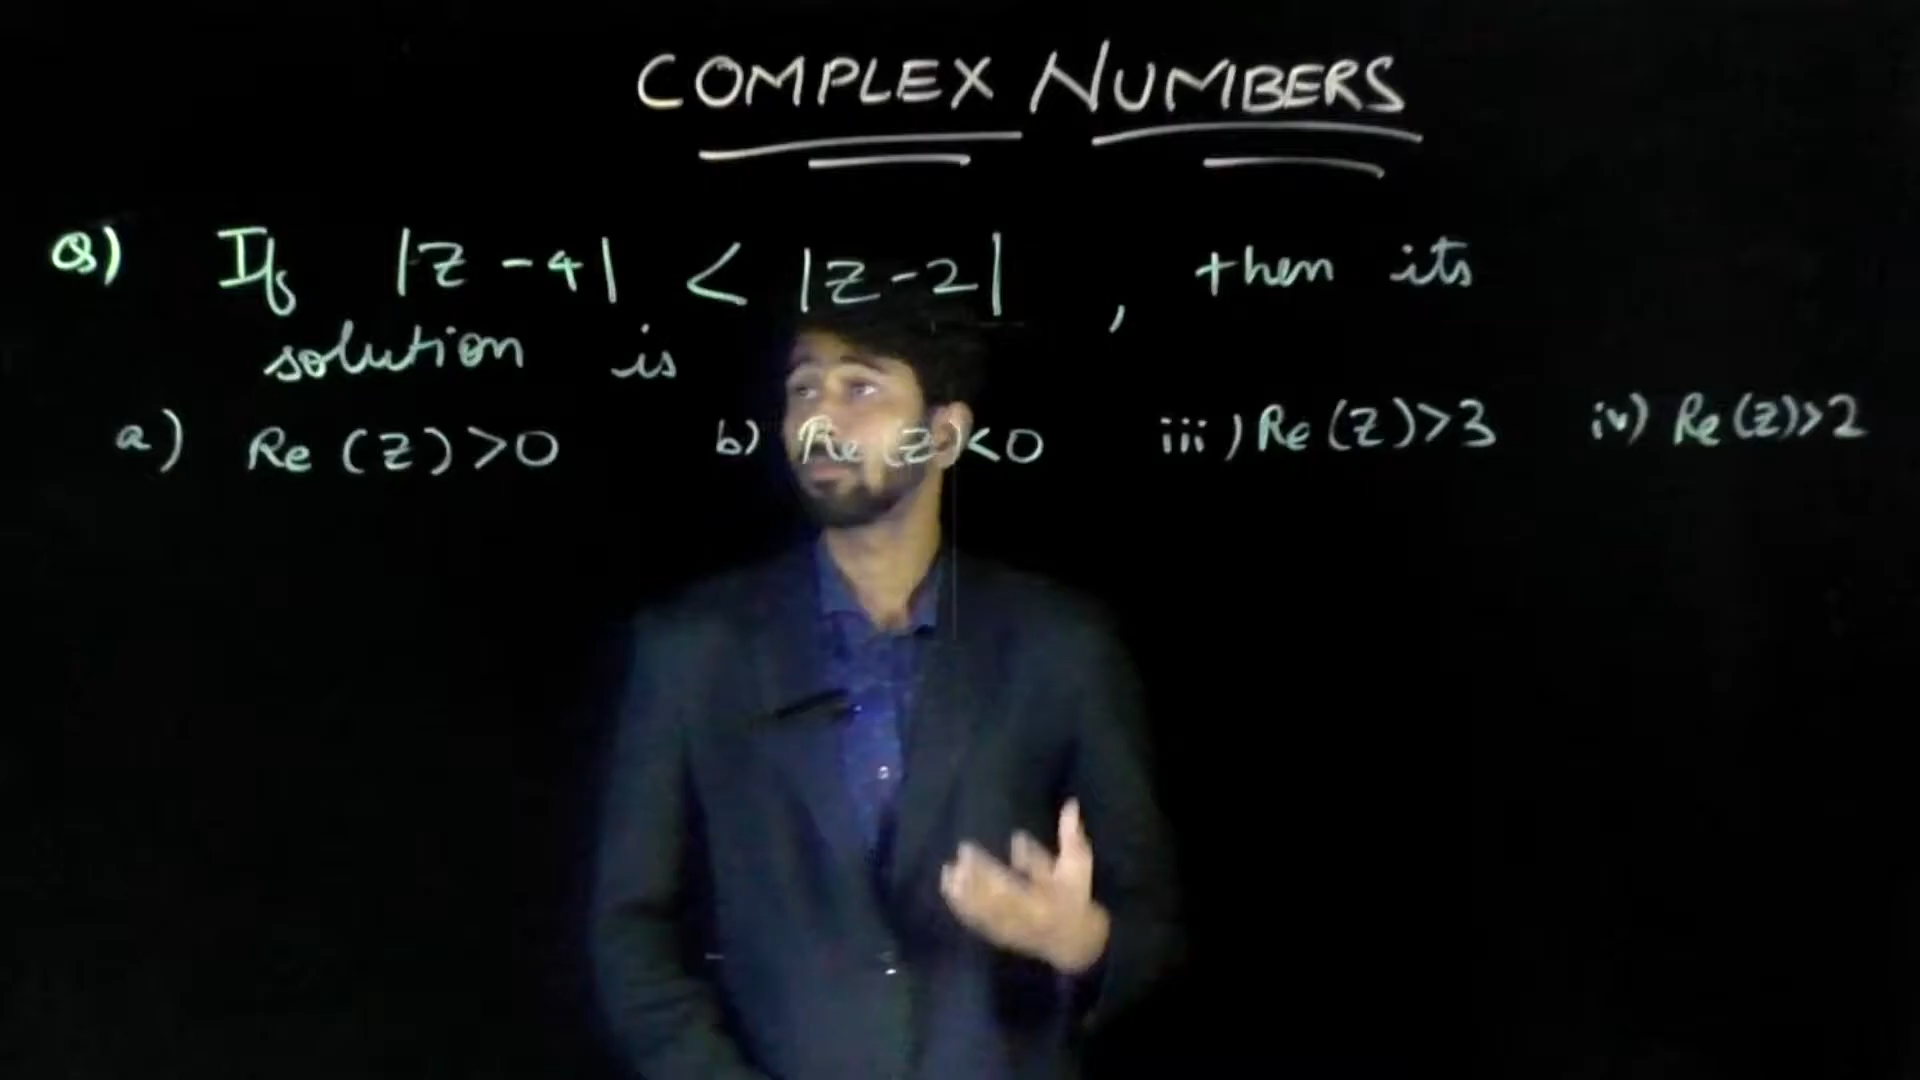 COMPLEX NUMBERS
Q) If |z-4| < |z-2| , then its
solution is
a) Re(z)>0 b) Re(z)<0 iii) Re(z)>3 iv) Re(z)>2